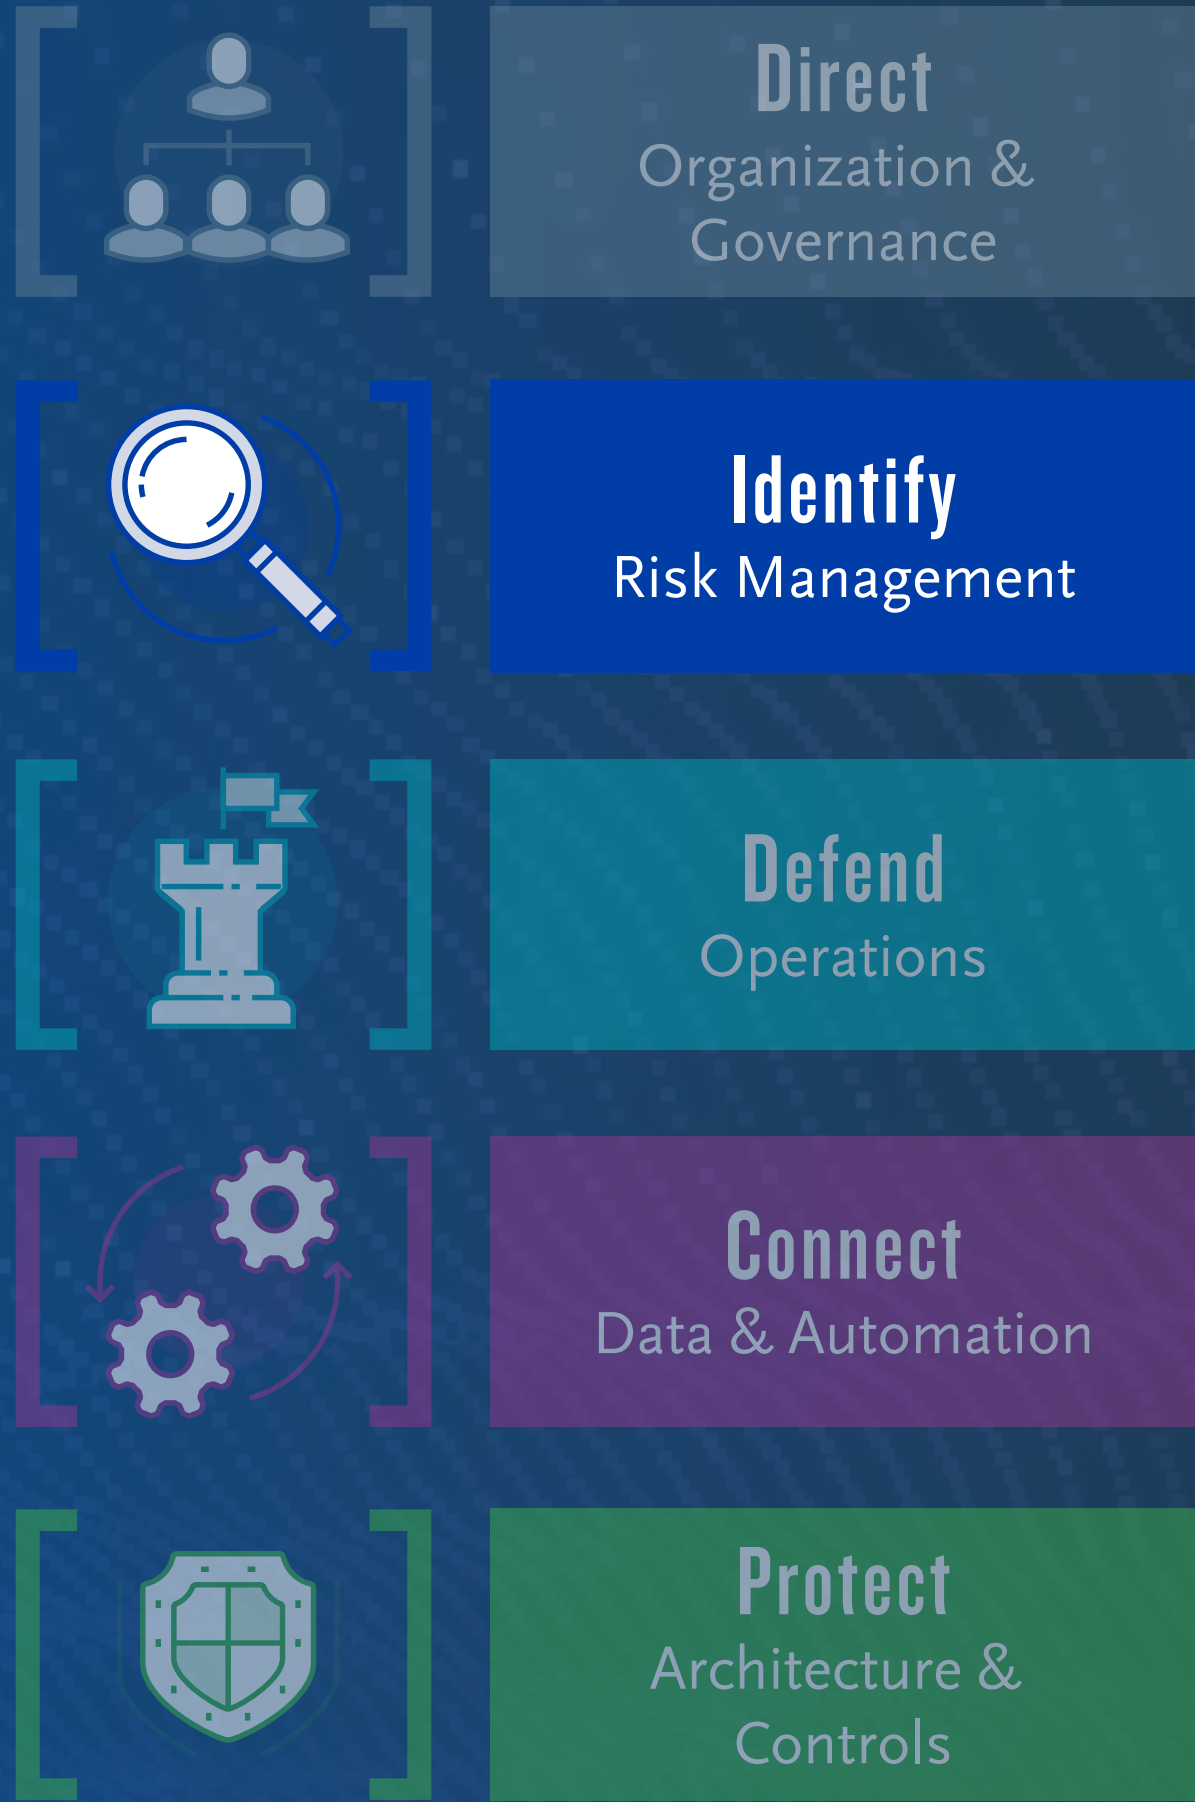 Direct
Organization &
Governance
Identify
Risk Management
Defend
Operations
Connect
Data & Automation
Protect
Architecture &
Controls